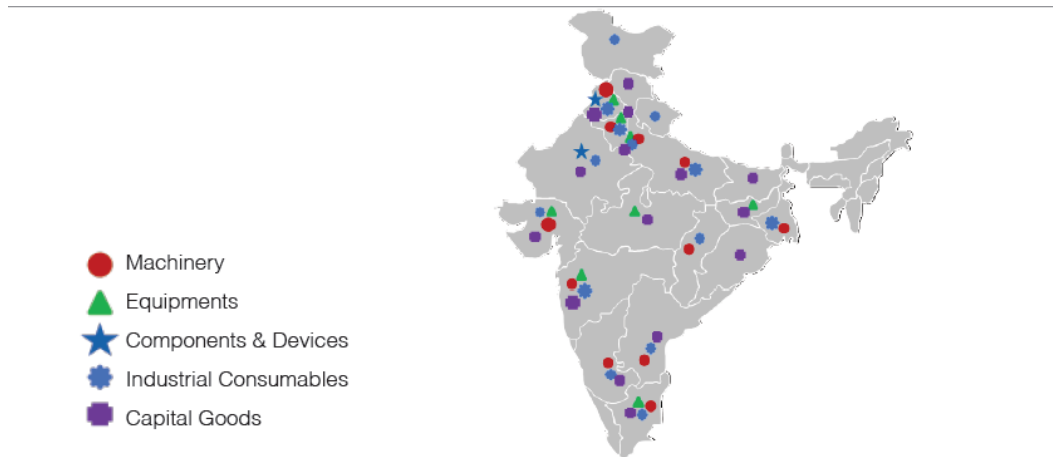 Machinery
Equipments
Components & Devices
Industrial Consumables
Capital Goods